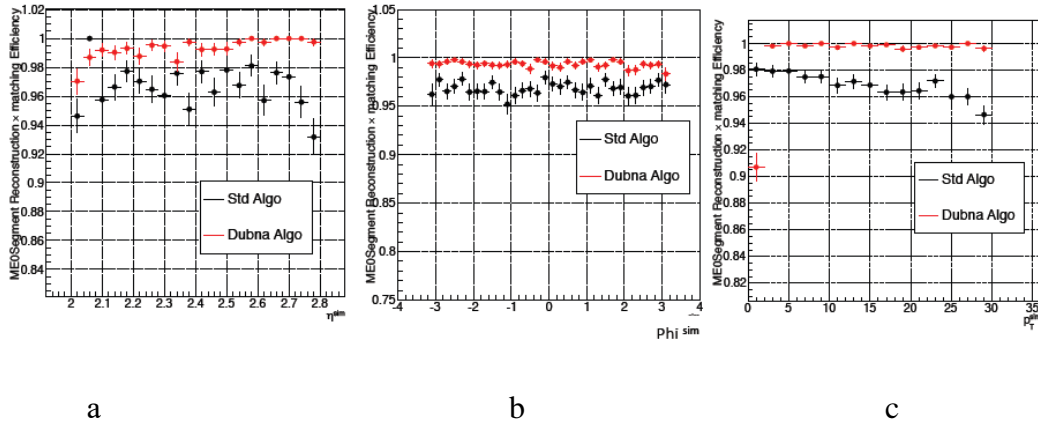 ME0Segment Reconstruction × matching Efficiency
1
0.98
0.96
0.94
0.92
0.9
0.88
0.86
0.84
Std Algo
Dubna Algo
2 2.1 2.2 2.3 2.4 2.5 2.6 2.7 2.8
η sim
ME0Segment Reconstruction × matching Efficiency
1.05
1
0.95
0.9
0.85
0.8
0.75
Std Algo
Dubna Algo
-4 -3 -2 -1 0 1 2 3 4
Phi sim
ME0Segment Reconstruction × matching Efficiency
1
0.98
0.96
0.94
0.92
0.9
0.88
0.86
0.84
0.82
Std Algo
Dubna Algo
0 5 10 15 20 25 30 35
p sim T
a b c